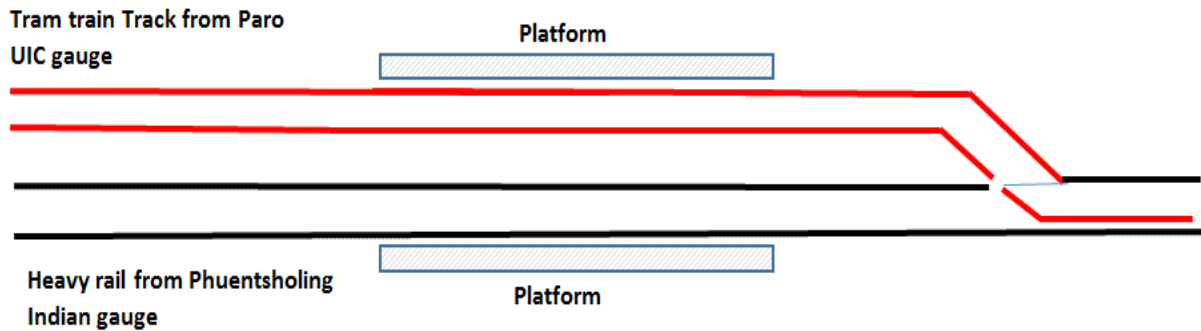 Tram train Track from Paro
UIC gauge
Platform
Heavy rail from Phuentsholing
Indian gauge
Platform